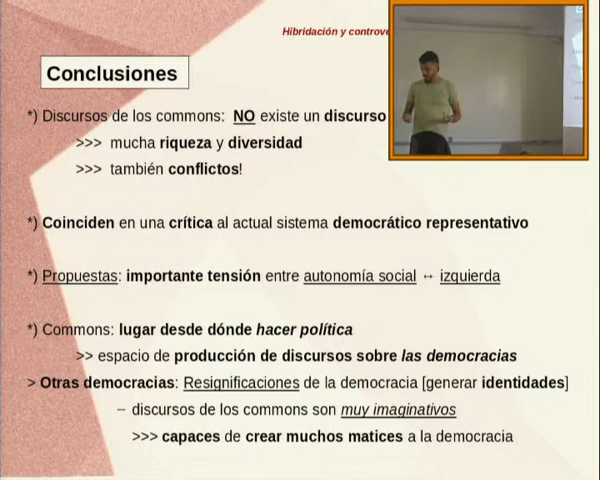 Hibridación y
Conclusiones
*) Discursos de los commons: NO existe un discurso
>>> mucha riqueza y diversidad
>>> también conflictos!
*) Coinciden en una crítica al actual sistema democrático representativo
*) Propuestas: importante tensión entre autonomía social ↔ izquierda
*) Commons: lugar desde dónde hacer política
>> espacio de producción de discursos sobre las democracias
> Otras democracias: Resignificaciones de la democracia [generar identidades]
– discursos de los commons son muy imaginativos
>>> capaces de crear muchos matices a la democracia